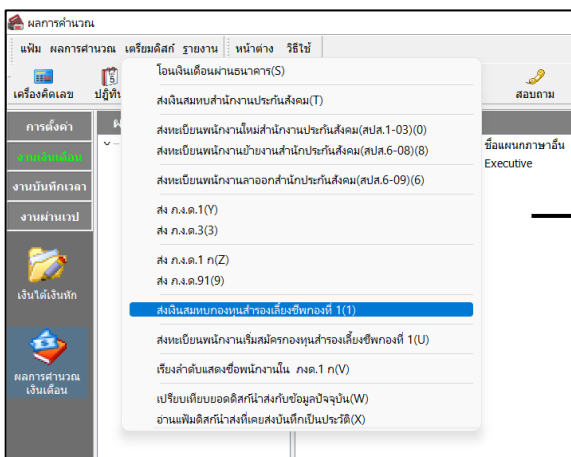 ผลการคำนวณ
แฟ้ม ผลการคำนวณ เตรียมดิสก์ รายงาน หน้าต่าง วิธีใช้
เครื่องคิดเลข
สอบถาม
โอนเงินเดือนผ่านธนาคาร(S)
ส่งเงินสมทบสำนักงานประกันสังคม(T)
ส่งทะเบียนพนักงานใหม่สำนักงานประกันสังคม(สปส.1-03)(0)
ส่งทะเบียนพนักงานย้ายงานสำนักประกันสังคม(สปส.6-08)(8)
ส่งทะเบียนพนักงานลาออกสำนักประกันสังคม(สปส.6-09)(6)
ส่ง ภ.ง.ด.1(Y)
ส่ง ภ.ง.ด.3(3)
ส่ง ภ.ง.ด.1 ก(Z)
ส่ง ภ.ง.ด.91(9)
ส่งเงินสมทบกองทุนสำรองเลี้ยงชีพกองที่ 1(1)
ส่งทะเบียนพนักงานเริ่มสมัครกองทุนสำรองเลี้ยงชีพกองที่ 1(U)
เรียงลำดับแสดงชื่อพนักงานใน ภงด.1 ก(V)
เปรียบเทียบยอดดิสก์นำส่งกับข้อมูลปัจจุบัน(W)
อ่านแฟ้มดิสก์นำส่งที่เคยส่งบันทึกเป็นประวัติ(X)
การตั้งค่า
งานเงินเดือน
งานบันทึกเวลา
งานผ่านเวป
เงินได้เงินหัก
ผลการคำนวณ
เงินเดือน
ชื่อแผนกภาษาอื่น
Executive